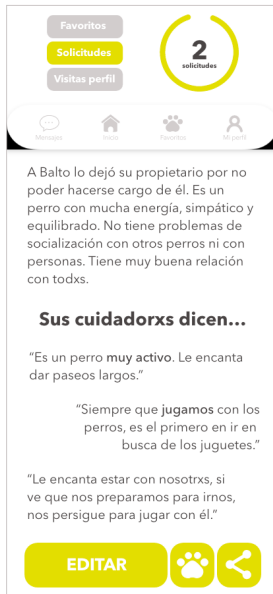 Favoritos
Solicitudes
Visitas perfil
2
solicitudes
Mensajes
Inicio
Favoritos
Mi perfil
A Balto lo dejó su propietario por no
poder hacerse cargo de él. Es un
perro con mucha energía, simpático y
equilibrado. No tiene problemas de
socialización con otros perros ni con
personas. Tiene muy buena relación
con todxs.
Sus cuidadorxs dicen...
“Es un perro muy activo. Le encanta
dar paseos largos.”
“Siempre que jugamos con los
perros, es el primero en ir en
busca de los juguetes.”
“Le encanta estar con nosotrxs, si
ve que nos preparamos para irnos,
nos persigue para jugar con él.”
EDITAR